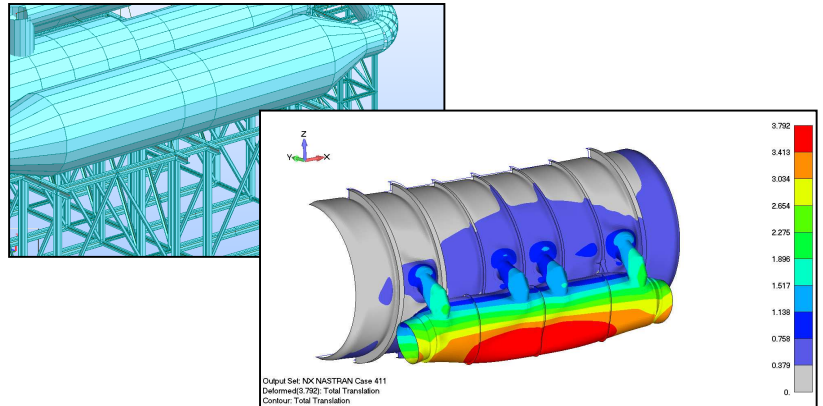 Z
Y X
3.792
3.413
3.034
2.654
2.275
1.896
1.517
1.138
0.758
0.379
0.
Output Set: NX NASTRAN Case 411
Deformed(3.792): Total Translation
Contour: Total Translation